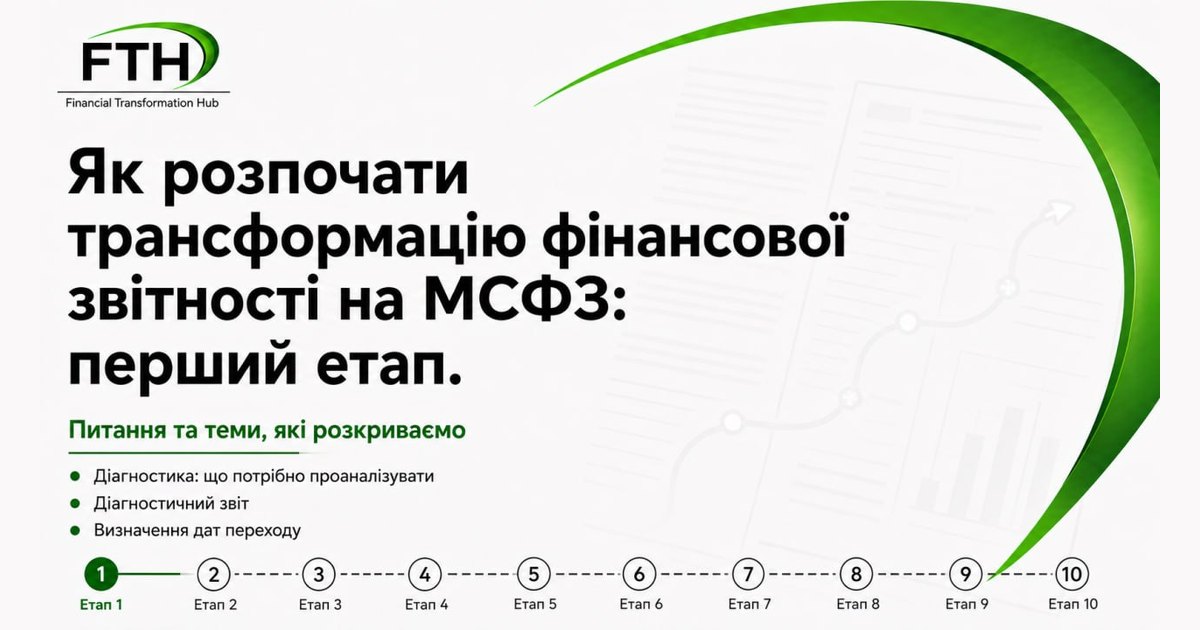 FTH
Financial Transformation Hub
Як розпочати
трансформацію фінансової
звітності на МСФЗ:
перший етап.
Питання та теми, які розкриваємо
● Діагностика: що потрібно проаналізувати
● Діагностичний звіт
● Визначення дат переходу
1 2 3 4 5 6 7 8 9 10
Етап 1 Етап 2 Етап 3 Етап 4 Етап 5 Етап 6 Етап 7 Етап 8 Етап 9 Етап 10